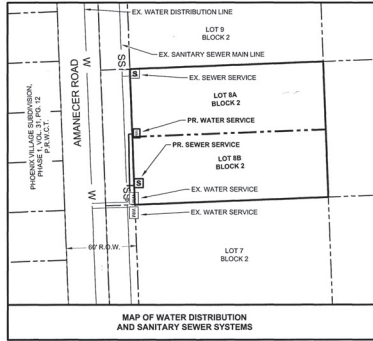 EX. WATER DISTRIBUTION LINE
LOT 9
BLOCK 2
EX. SANITARY SEWER MAIN LINE
W
SS
S
EX. SEWER SERVICE
LOT 8A
BLOCK 2
PHOENIX VILLAGE SUBDIVISION,
PHASE 1, VOL. 31, PG. 12
P.R.W.C.T.
AMANECER ROAD
PR. WATER SERVICE
PR. SEWER SERVICE
LOT 8B
BLOCK 2
S
W
SS
EX. WATER SERVICE
EX. WATER SERVICE
60' R.O.W.
LOT 7
BLOCK 2
MAP OF WATER DISTRIBUTION
AND SANITARY SEWER SYSTEMS